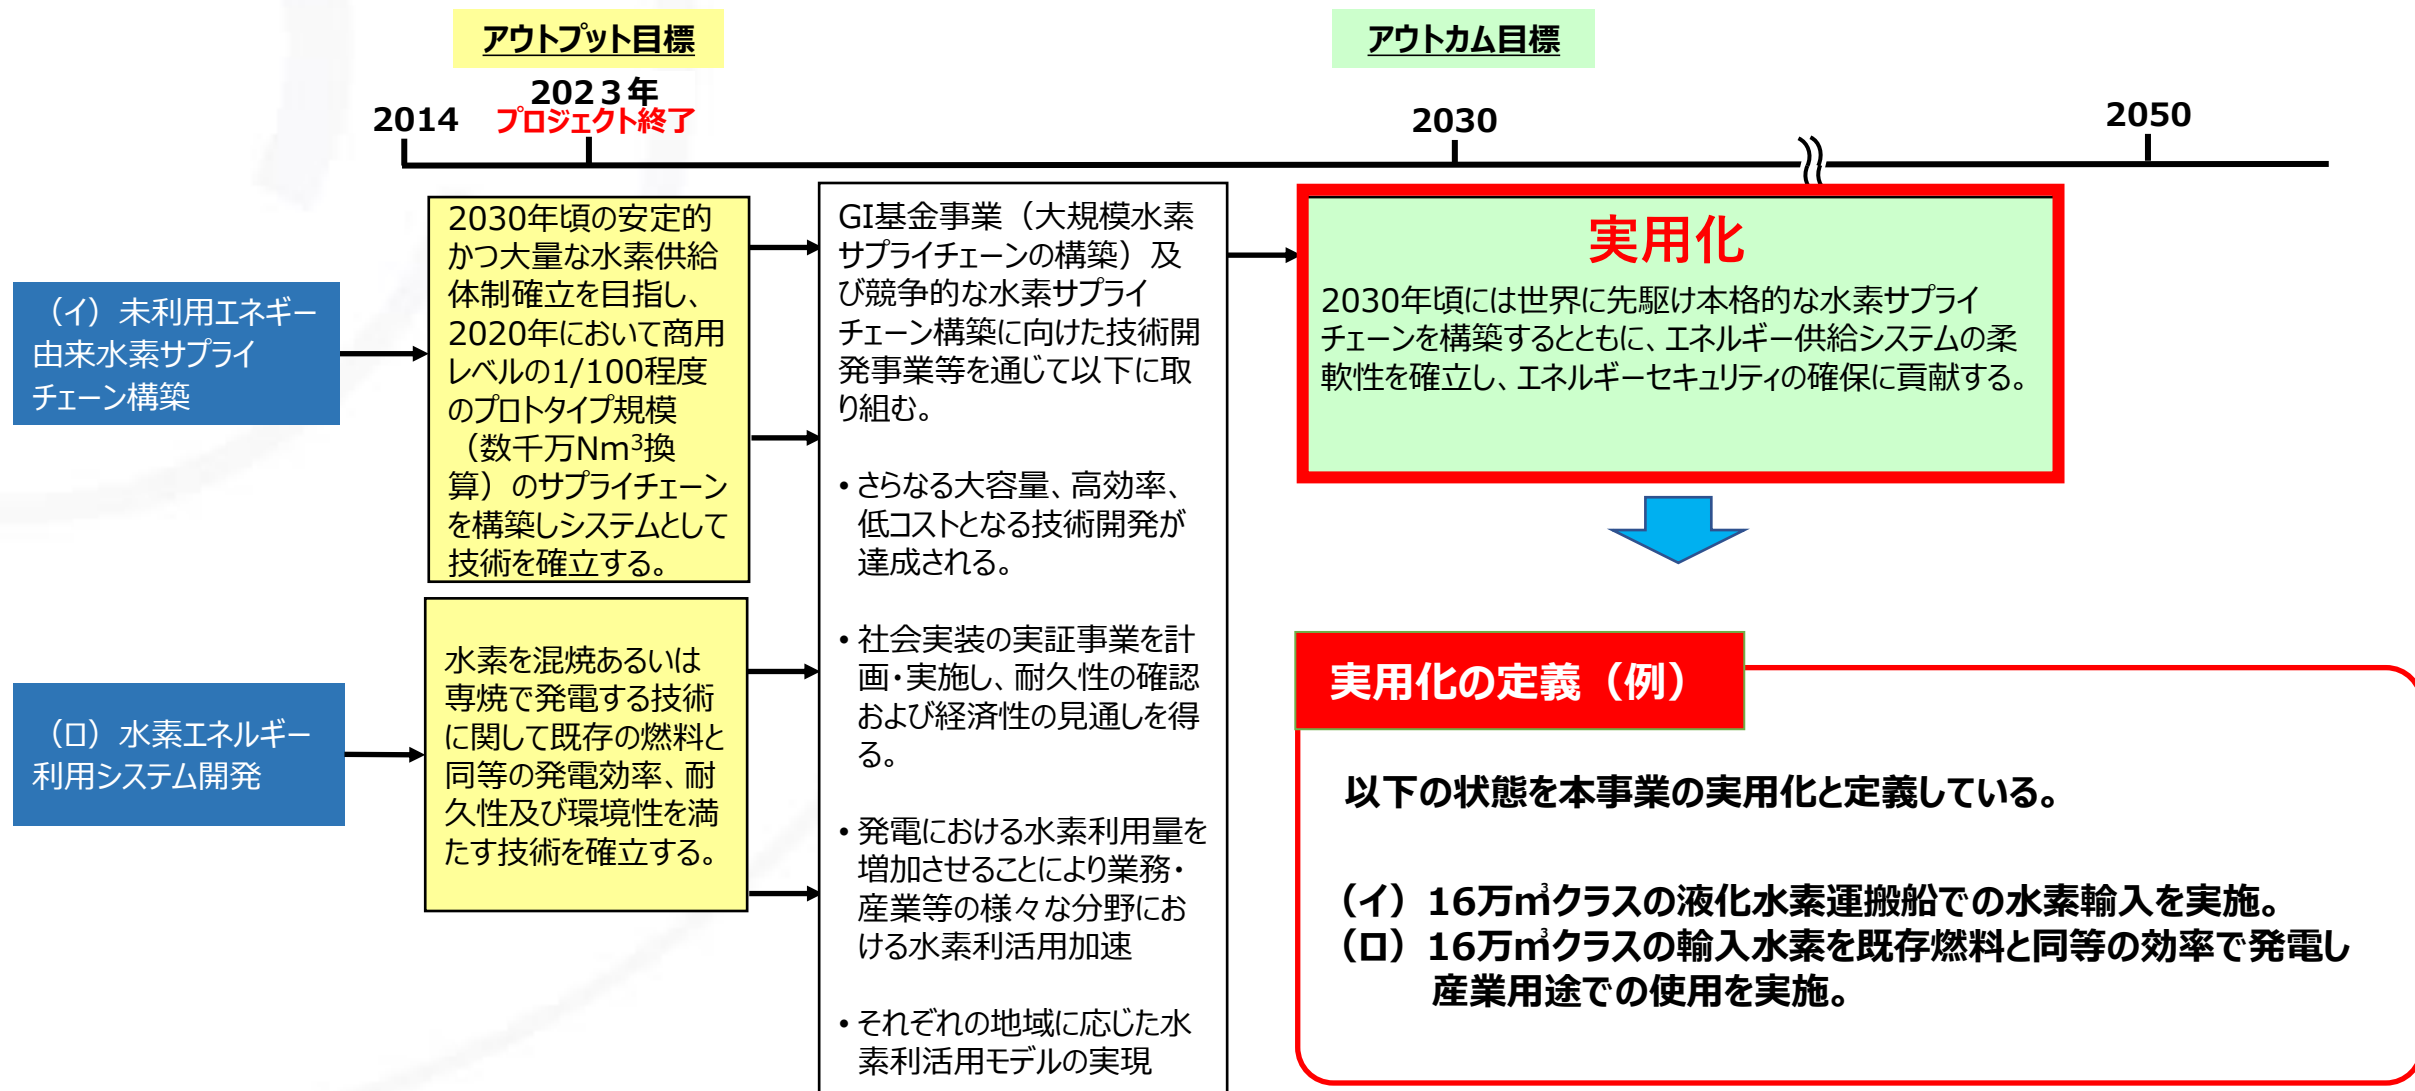 アウトプット目標
アウトカム目標
2014
2023年
プロジェクト終了
2030
2050
（イ）未利用エネギー
由来水素サプライ
チェーン構築
2030年頃の安定的
かつ大量な水素供給
体制確立を目指し、
2020年において商用
レベルの1/100程度
のプロトタイプ規模
（数千万Nm³換
算）のサプライチェーン
を構築しシステムとして
技術を確立する。
（ロ）水素エネルギー
利用システム開発
水素を混焼あるいは
専焼で発電する技術
に関して既存の燃料と
同等の発電効率、耐
久性及び環境性を満
たす技術を確立する。
GI基金事業（大規模水素
サプライチェーンの構築）及
び競争的な水素サプライ
チェーン構築に向けた技術開
発事業等を通じて以下に取
り組む。
• さらなる大容量、高効率、
低コストとなる技術開発が
達成される。
• 社会実装の実証事業を計
画・実施し、耐久性の確認
および経済性の見通しを得
る。
• 発電における水素利用量を
増加させることにより業務・
産業等の様々な分野にお
ける水素利活用加速
• それぞれの地域に応じた水
素利活用モデルの実現
実用化
2030年頃には世界に先駆け本格的な水素サプライ
チェーンを構築するとともに、エネルギー供給システムの柔
軟性を確立し、エネルギーセキュリティの確保に貢献する。
実用化の定義（例）
以下の状態を本事業の実用化と定義している。
（イ）16万㎥クラスの液化水素運搬船での水素輸入を実施。
（ロ）16万㎥クラスの輸入水素を既存燃料と同等の効率で発電し
産業用途での使用を実施。